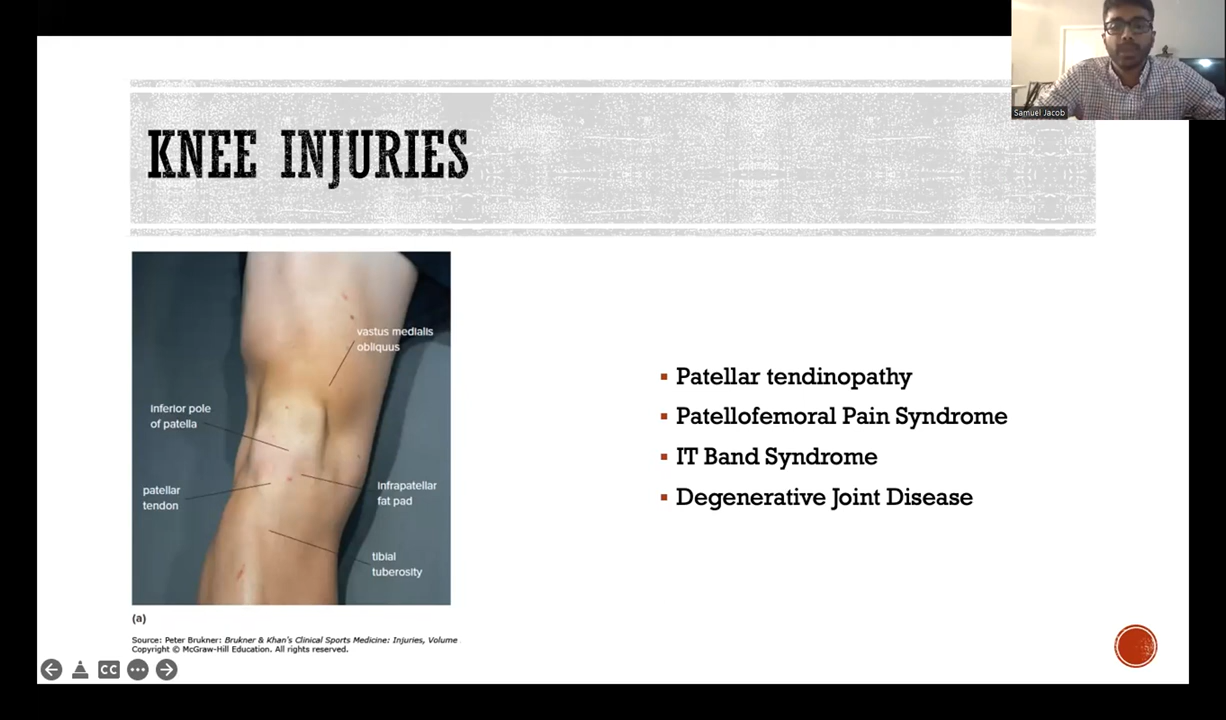 Samuel Jacob
KNEE INJURIES
vastus medialis
obliquus
inferior pole
of patella
patellar
tendon
infrapatellar
fat pad
tibial
tuberosity
(a)
Source: Peter Brukner: Brukner & Khan's Clinical Sports Medicine: Injuries, Volume
Copyright © McGraw-Hill Education. All rights reserved.
▪ Patellar tendinopathy
▪ Patellofemoral Pain Syndrome
▪ IT Band Syndrome
▪ Degenerative Joint Disease
CC